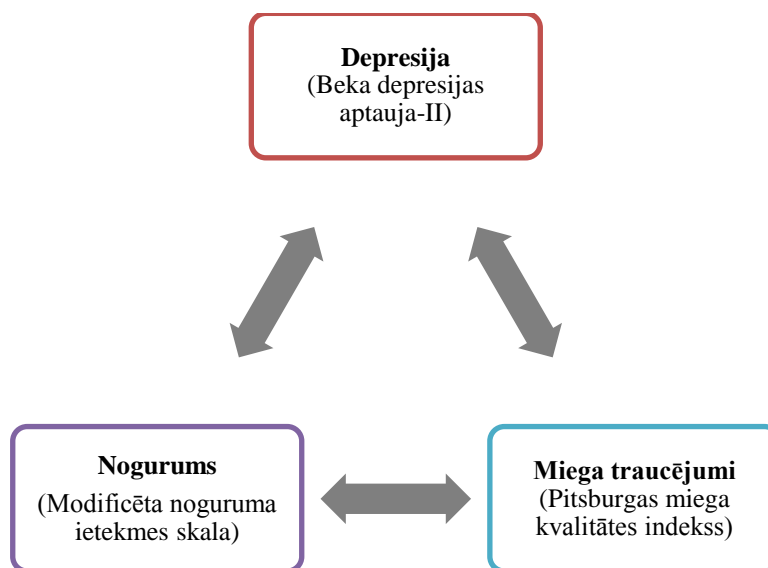 Depresija
(Beka depresijas
aptauja-II)
Nogurums
(Modificēta noguruma
ietekmes skala)
Miega traucējumi
(Pitsburgas miega
kvalitātes indekss)